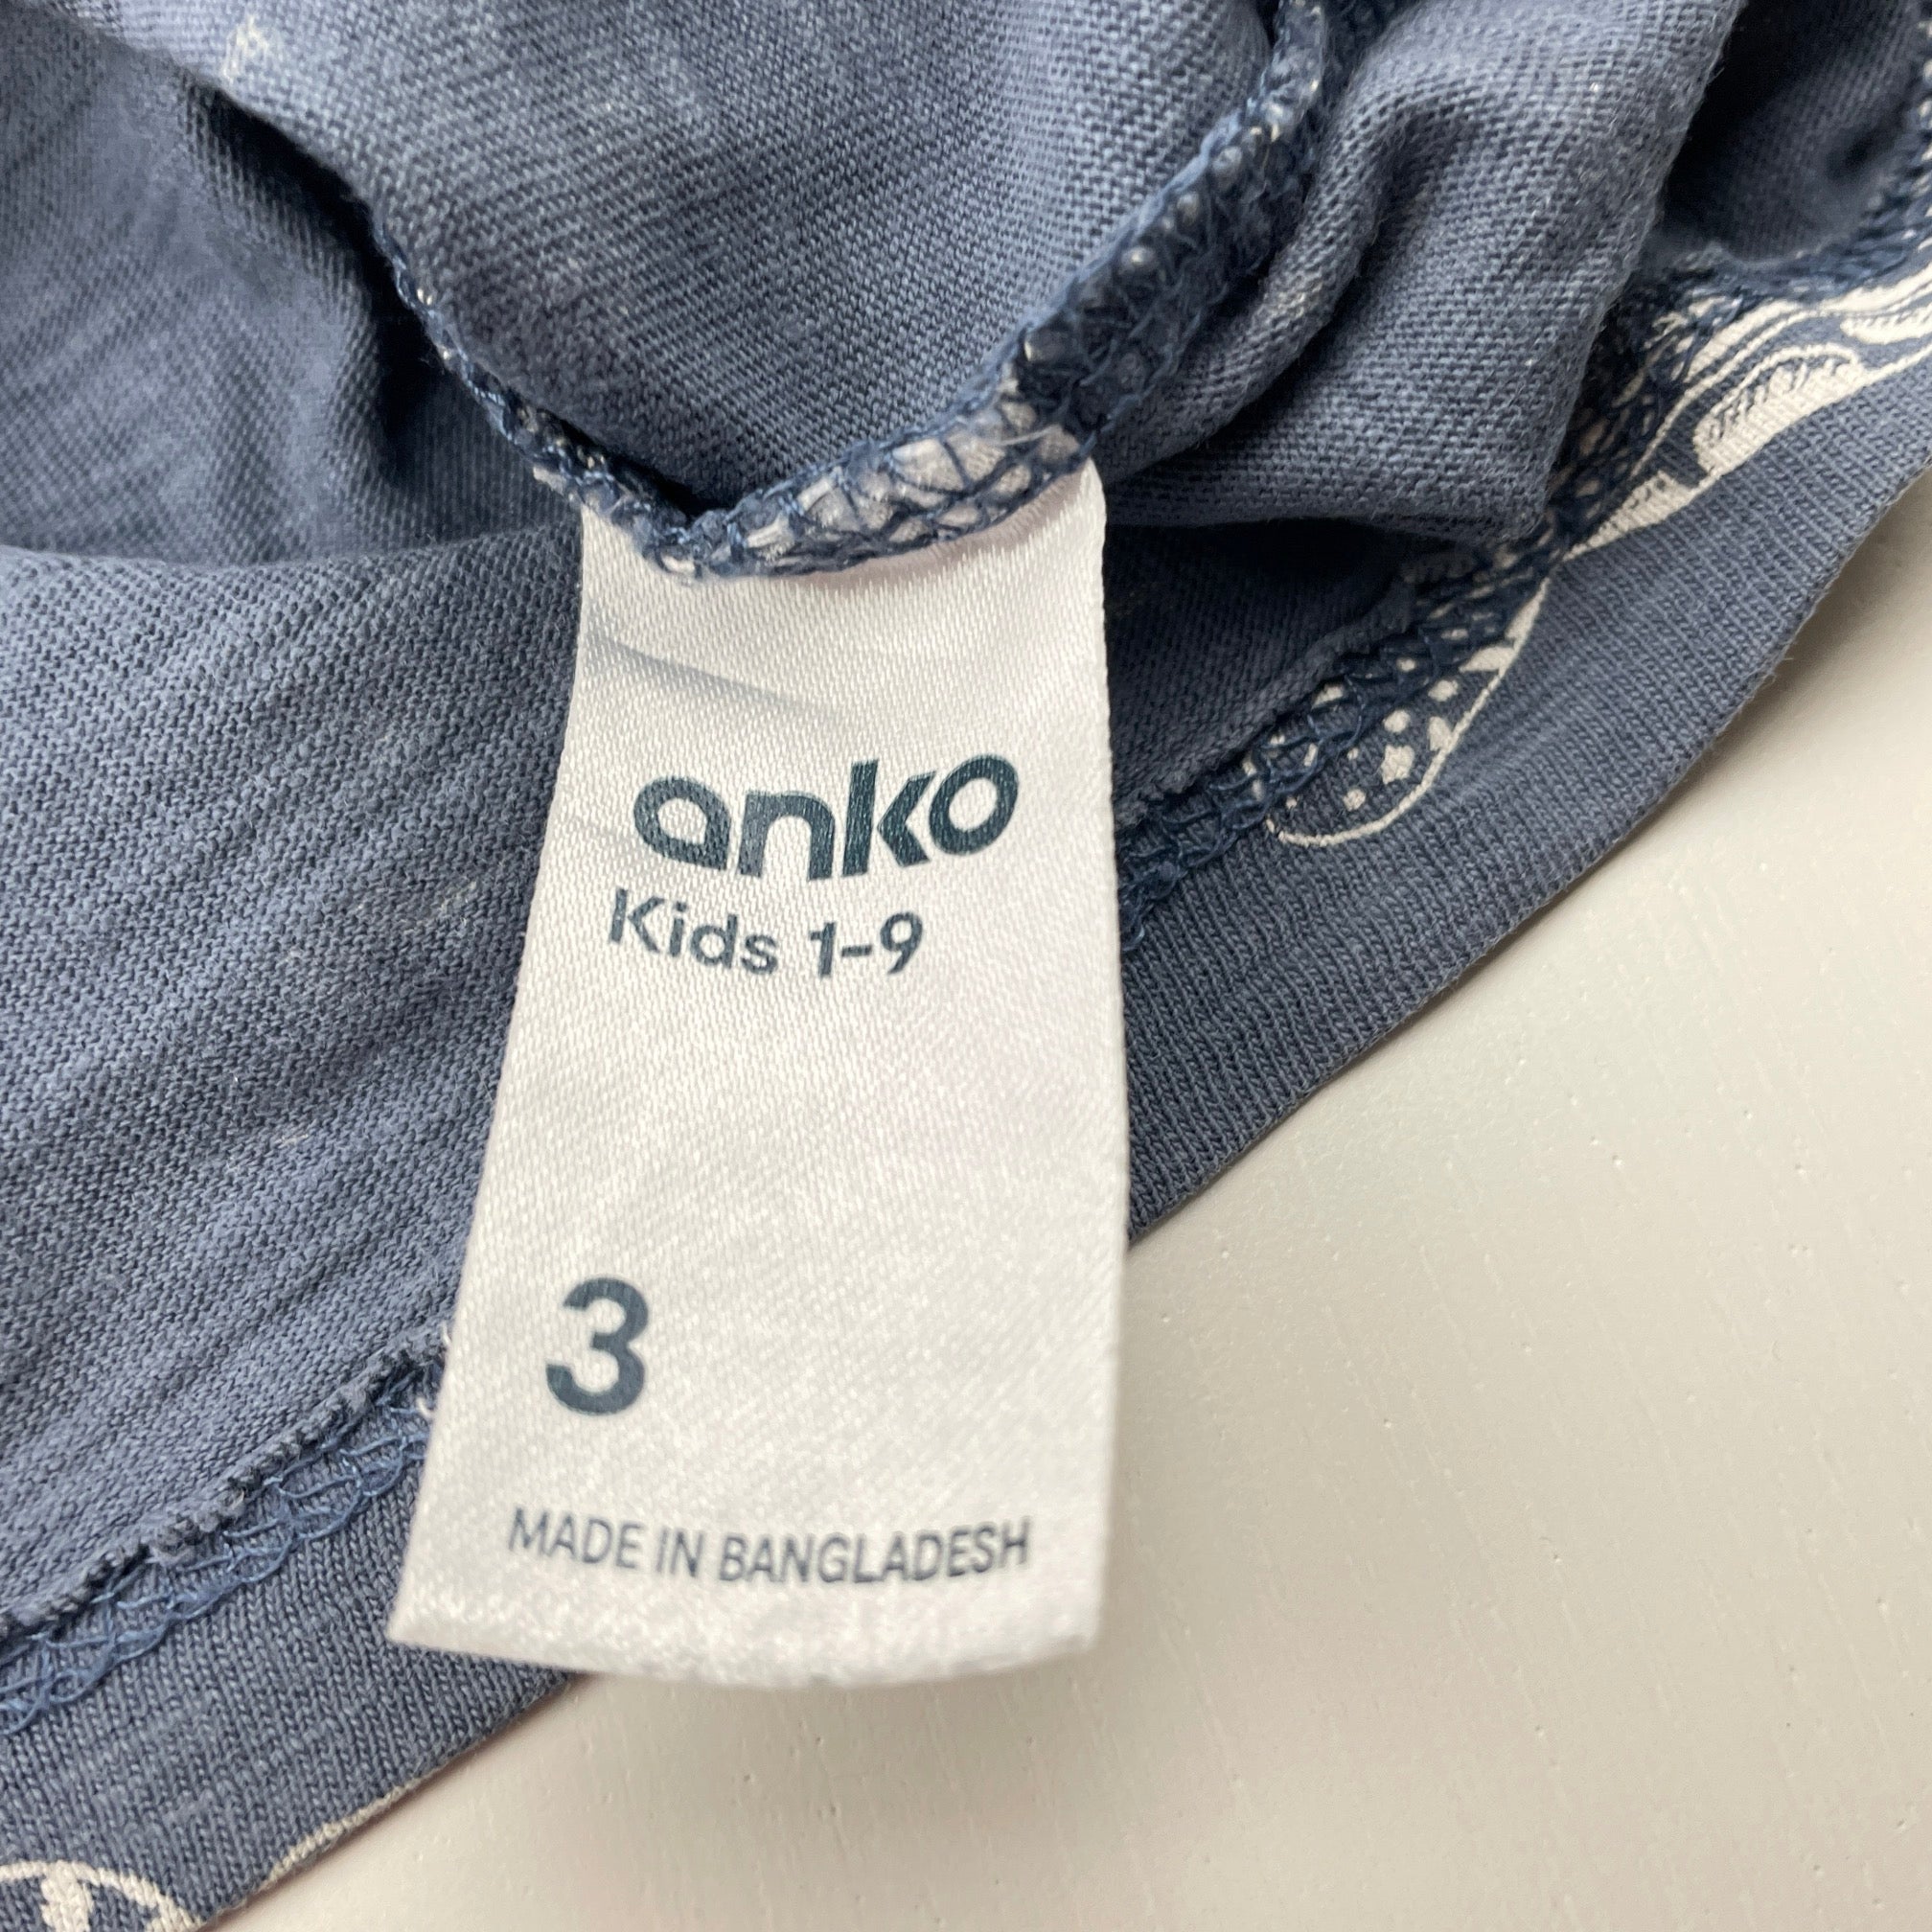 anko
Kids 1-9
3
MADE IN BANGLADESH